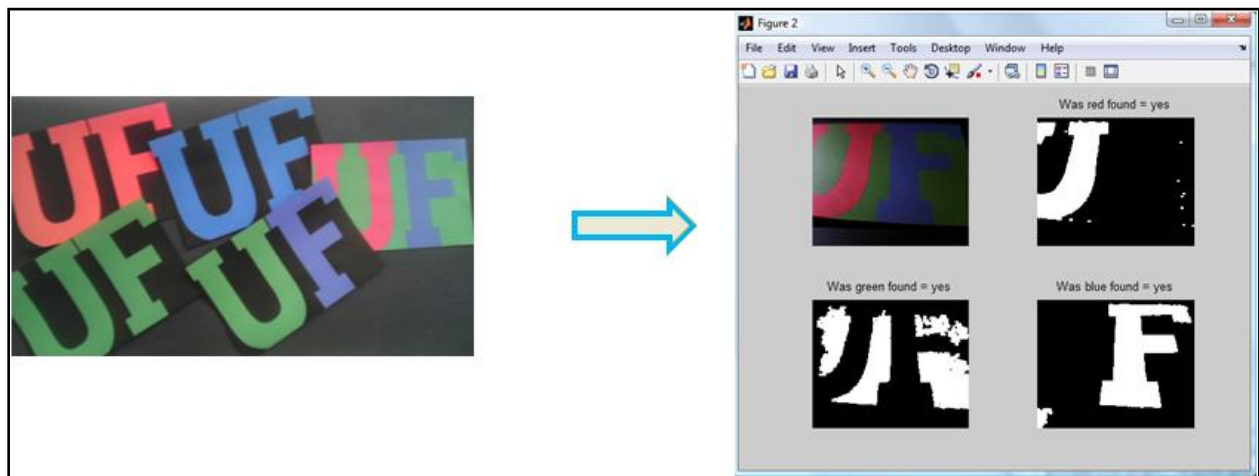 UF
UF
UF
UF
UF
Figure 2
File Edit View Insert Tools Desktop Window Help
Was red found = yes
UF
U
Was green found = yes
Was blue found = yes
F